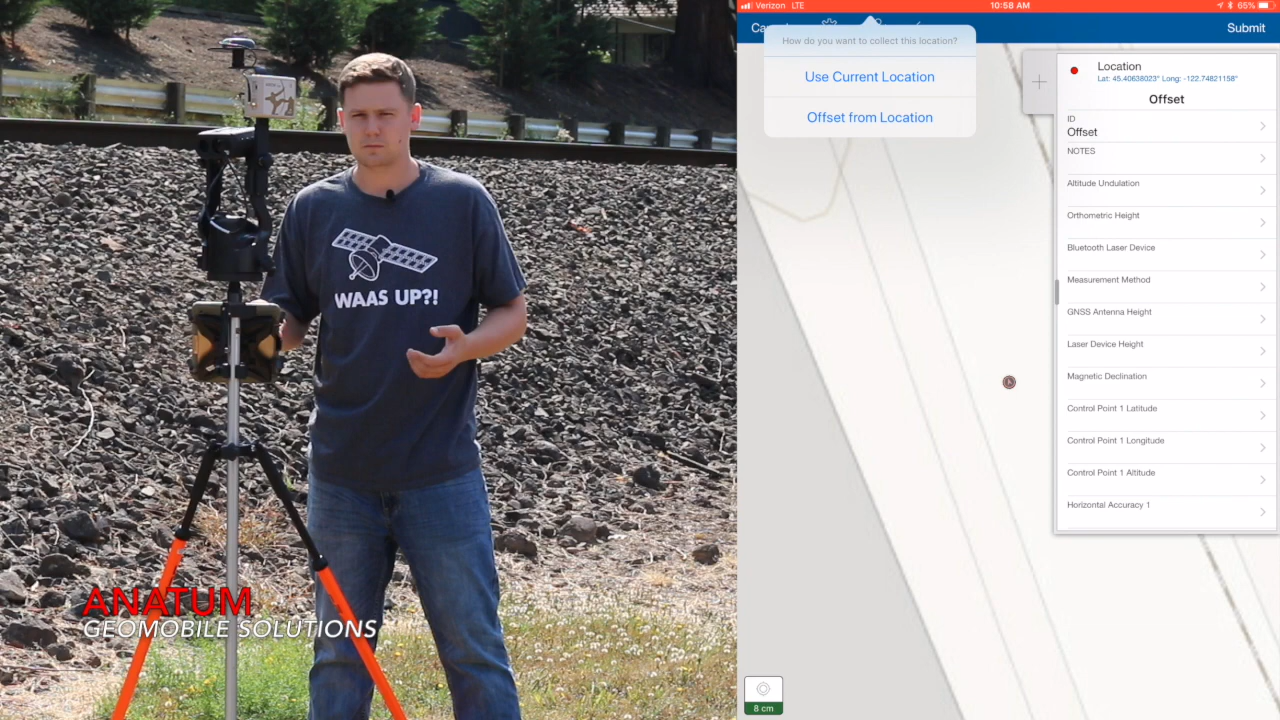 WAAS UP?!
ANATUM
GEOMOBILE SOLUTIONS
Verizon LTE
10:58 AM
65%
Submit
How do you want to collect this location?
Use Current Location
Offset from Location
Location
Lat: 45.40638023° Long: -122.74821158°
Offset
ID
Offset
NOTES
Altitude Undulation
Orthometric Height
Bluetooth Laser Device
Measurement Method
GNSS Antenna Height
Laser Device Height
Magnetic Declination
Control Point 1 Latitude
Control Point 1 Longitude
Control Point 1 Altitude
Horizontal Accuracy 1
8 cm